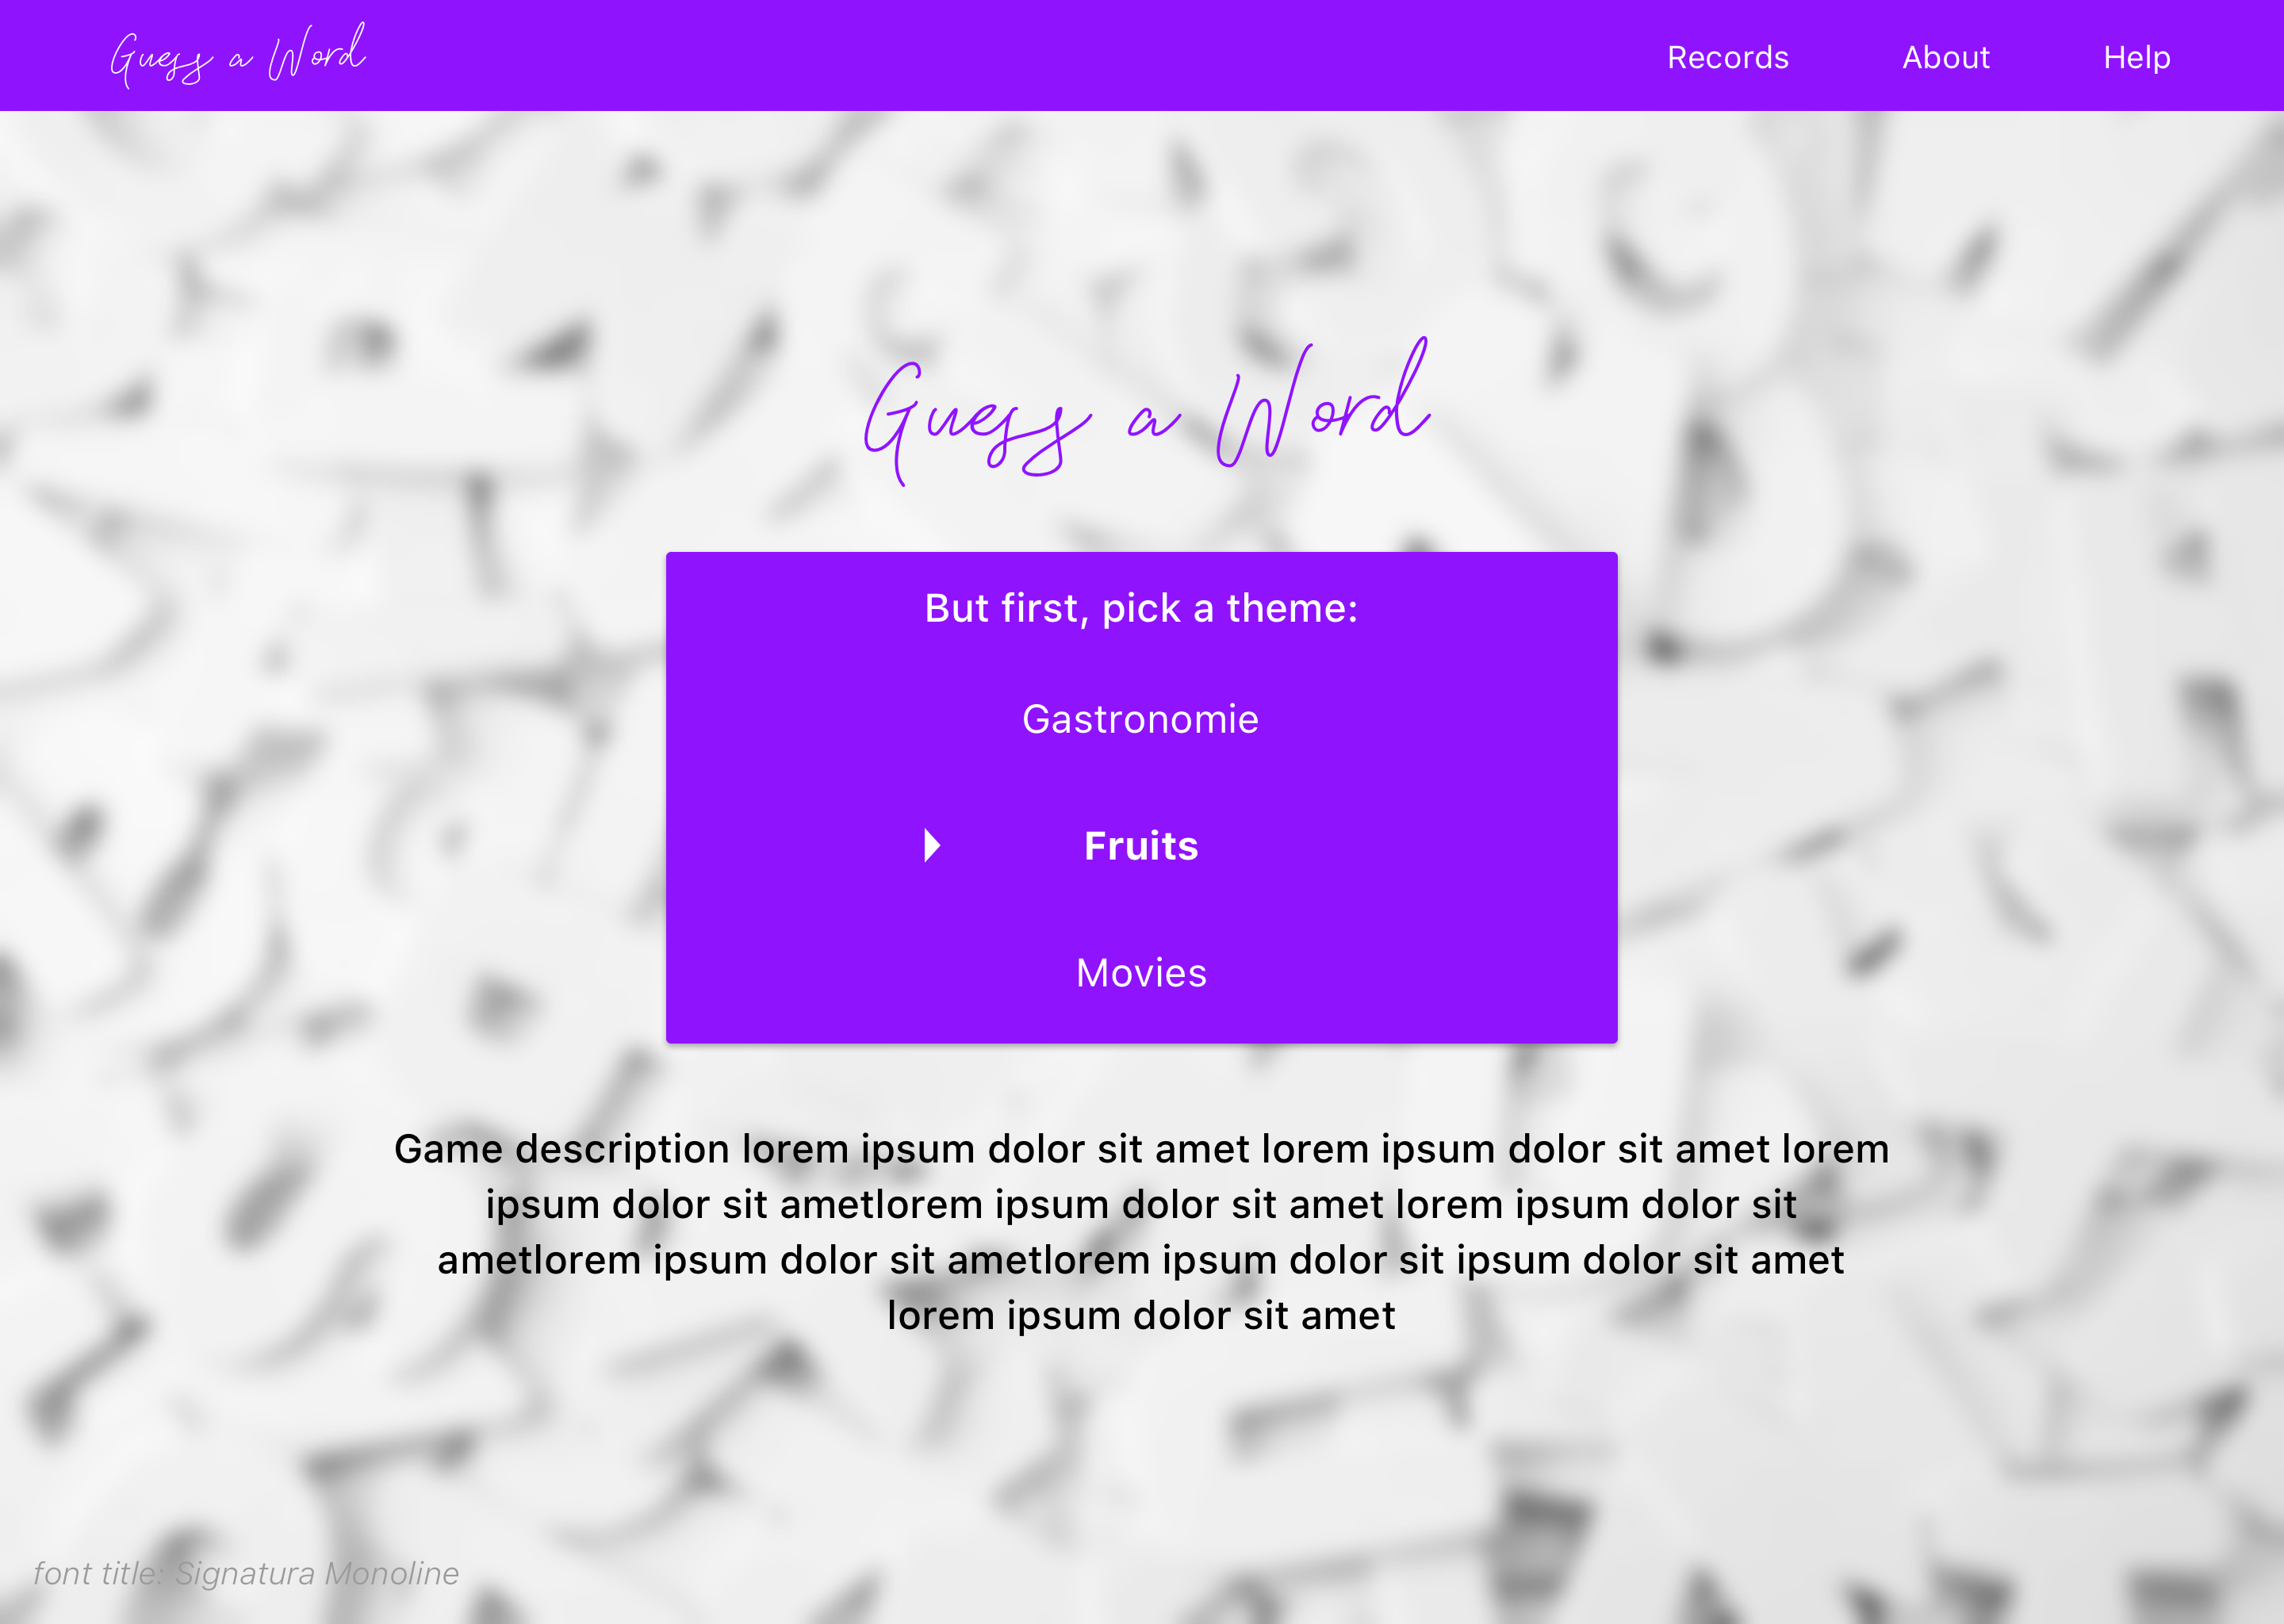 Guess a Word
Records
About
Help
Guess a Word
But first, pick a theme:
Gastronomie
Fruits
Movies
Game description lorem ipsum dolor sit amet lorem ipsum dolor sit amet lorem
ipsum dolor sit ametlorem ipsum dolor sit amet lorem ipsum dolor sit
ametlorem ipsum dolor sit ametlorem ipsum dolor sit ipsum dolor sit amet
lorem ipsum dolor sit amet
font title: Signatura Monoline